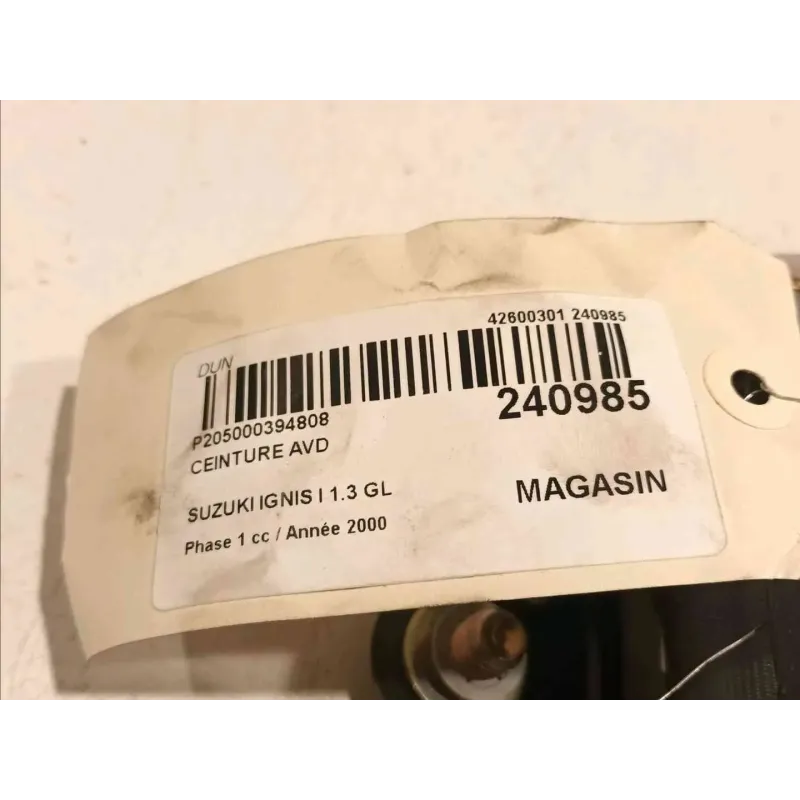 42600301 240985
DUN
P205000394808
240985
CEINTURE AVD
SUZUKI IGNIS I 1.3 GL
MAGASIN
Phase 1 cc / Année 2000